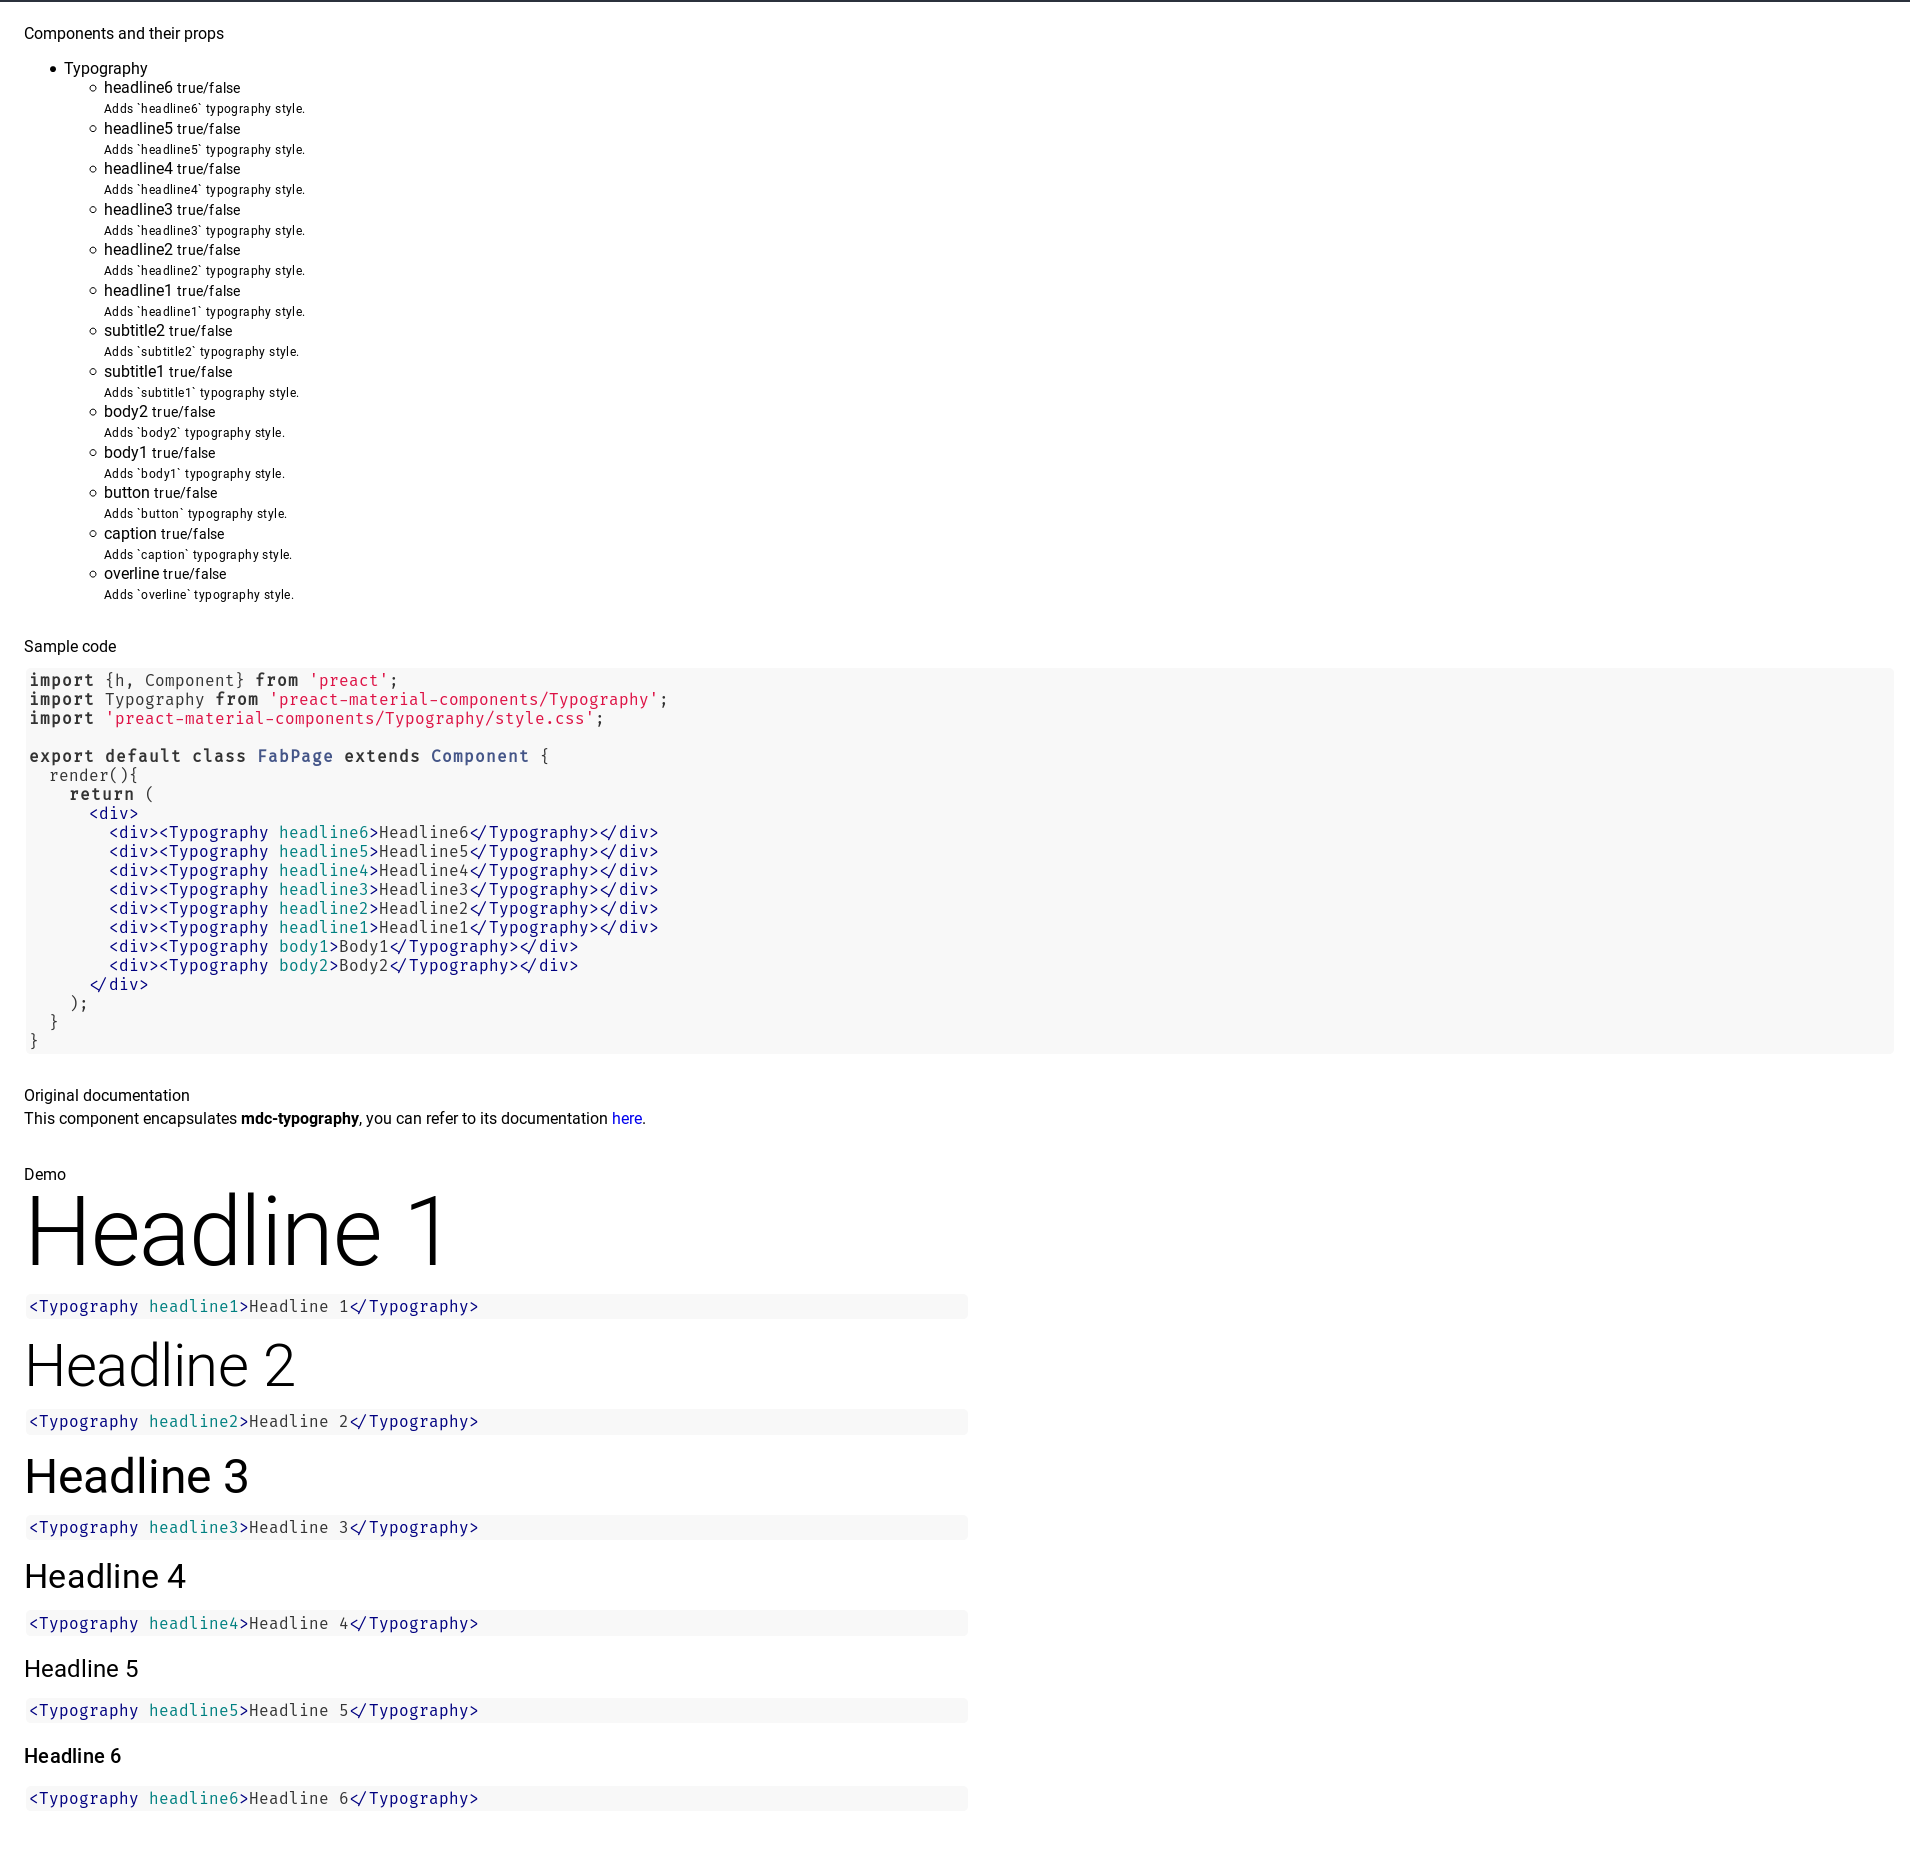 Components and their props
Typography
headline6 true/false
Adds `headline6` typography style.
headline5 true/false
Adds `headline5` typography style.
headline4 true/false
Adds `headline4` typography style.
headline3 true/false
Adds `headline3` typography style.
headline2 true/false
Adds `headline2` typography style.
headline1 true/false
Adds `headline1` typography style.
subtitle2 true/false
Adds `subtitle2` typography style.
subtitle1 true/false
Adds `subtitle1` typography style.
body2 true/false
Adds `body2` typography style.
body1 true/false
Adds `body1` typography style.
button true/false
Adds `button` typography style.
caption true/false
Adds `caption` typography style.
overline true/false
Adds `overline` typography style.
Sample code
import {h, Component} from 'preact';
import Typography from 'preact-material-components/Typography';
import 'preact-material-components/Typography/style.css';
export default class FabPage extends Component {
  render(){
    return (
      <div>
        <div><Typography headline6>Headline6</Typography></div>
        <div><Typography headline5>Headline5</Typography></div>
        <div><Typography headline4>Headline4</Typography></div>
        <div><Typography headline3>Headline3</Typography></div>
        <div><Typography headline2>Headline2</Typography></div>
        <div><Typography headline1>Headline1</Typography></div>
        <div><Typography body1>Body1</Typography></div>
        <div><Typography body2>Body2</Typography></div>
      </div>
    );
  }
}
Original documentation
This component encapsulates mdc-typography, you can refer to its documentation here.
Demo
Headline 1
<Typography headline1>Headline 1</Typography>
Headline 2
<Typography headline2>Headline 2</Typography>
Headline 3
<Typography headline3>Headline 3</Typography>
Headline 4
<Typography headline4>Headline 4</Typography>
Headline 5
<Typography headline5>Headline 5</Typography>
Headline 6
<Typography headline6>Headline 6</Typography>